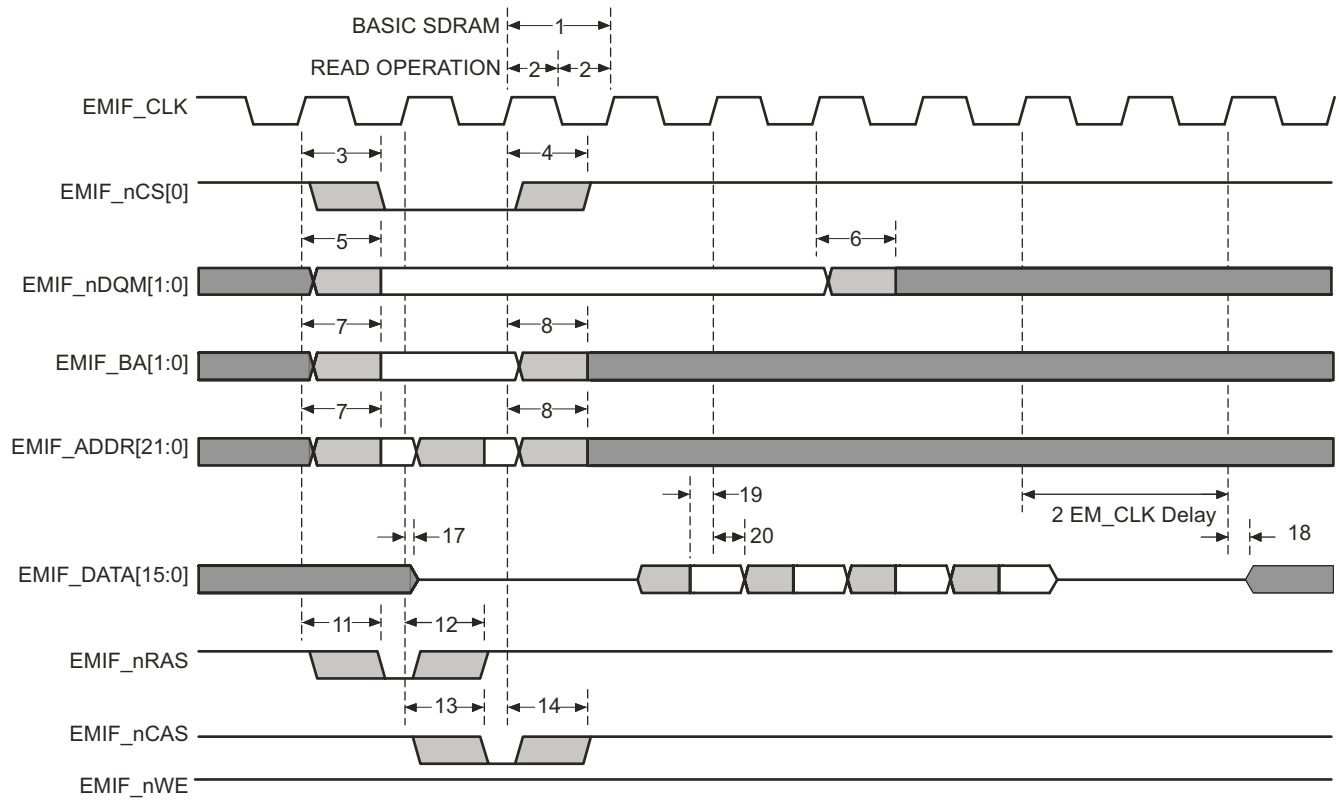 BASIC SDRAM 1
READ OPERATION 2 2
EMIF_CLK
3 4
EMIF_nCS[0]
5 6
EMIF_nDQM[1:0]
7 8
EMIF_BA[1:0]
7 8
EMIF_ADDR[21:0]
19
2 EM_CLK Delay
17 20 18
EMIF_DATA[15:0]
11 12
EMIF_nRAS
13 14
EMIF_nCAS
EMIF_nWE